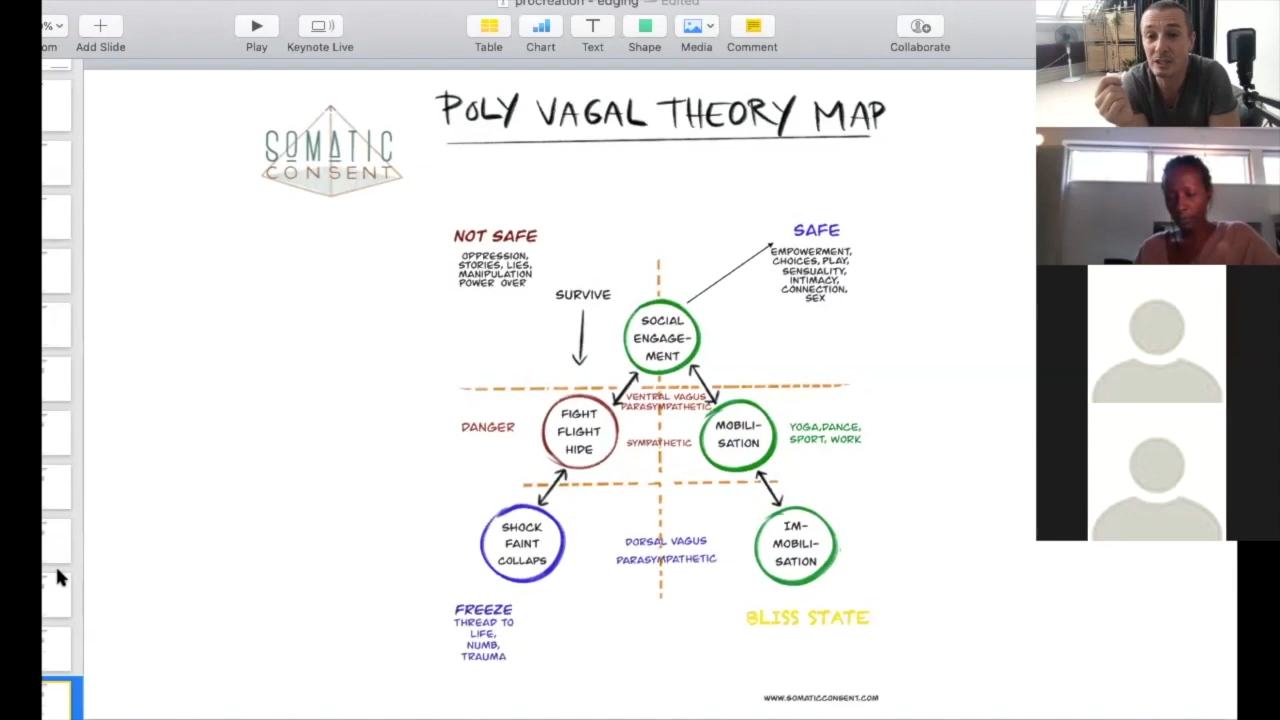 procreation - edging — Edited
%
om
Add Slide
Play
Keynote Live
Table
Chart
Text
Shape
Media
Comment
Collaborate
POLY VAGAL THEORY MAP
SOMATIC
CONSENT
NOT SAFE
OPPRESSION,
STORIES, LIES,
MANIPULATION
POWER OVER
SURVIVE
SAFE
EMPOWERMENT,
CHOICES, PLAY,
SENSUALITY,
INTIMACY,
CONNECTION,
SEX
SOCIAL
ENGAGE-
MENT
VENTRAL VAGUS
PARASYMPATHETIC
DANGER
FIGHT
FLIGHT
HIDE
SYMPATHETIC
MOBILI-
SATION
YOGA,DANCE,
SPORT, WORK
SHOCK
FAINT
COLLAPS
DORSAL VAGUS
PARASYMPATHETIC
IM-
MOBILI-
SATION
FREEZE
THREAD TO
LIFE,
NUMB,
TRAUMA
BLISS STATE
WWW.SOMATICCONSENT.COM